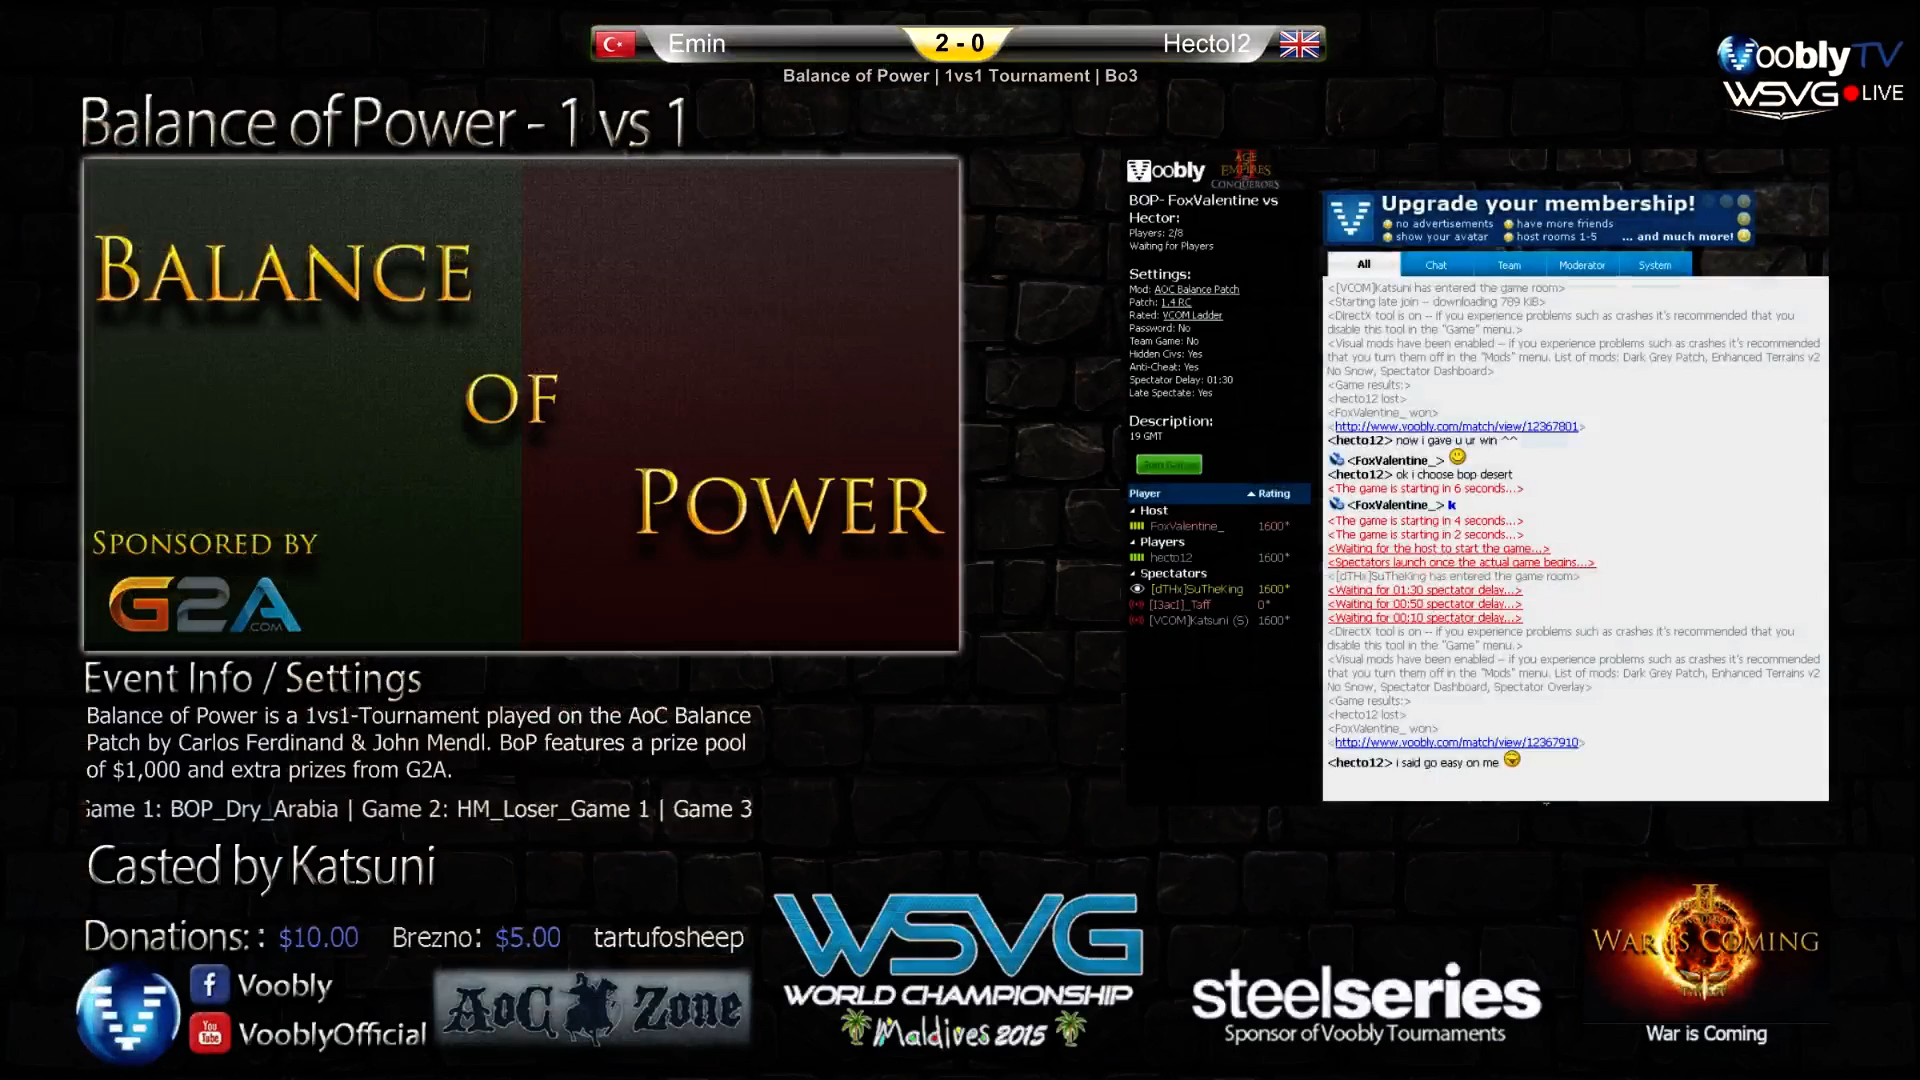 Emin
2 - 0
Hectol2
Balance of Power | 1vs1 Tournament | Bo3
Voobly TV
WSVG LIVE
Balance of Power - 1 vs 1
BALANCE
OF
POWER
SPONSORED BY
G2A
.COM
Event Info / Settings
Balance of Power is a 1vs1-Tournament played on the AoC Balance
Patch by Carlos Ferdinand & John Mendl. BoP features a prize pool
of $1,000 and extra prizes from G2A.
Game 1: BOP_Dry_Arabia | Game 2: HM_Loser_Game 1 | Game 3
Casted by Katsuni
Donations: : $10.00 Brezno: $5.00 tartufosheep
Voobly
VooblyOfficial
You Tube
AoC Zone
WSVG
WORLD CHAMPIONSHIP
Maldives 2015
steelseries
Sponsor of Voobly Tournaments
WAR IS COMING
War is Coming
Voobly
AGE OF EMPIRES II
CONQUERORS
BOP- FoxValentine vs
Hector:
Players: 2/8
Waiting for Players
Settings:
Mod: AOC Balance Patch
Patch: 1.4 RC
Rated: VCOM Ladder
Password: No
Team Game: No
Hidden Civs: Yes
Anti-Cheat: Yes
Spectator Delay: 01:30
Late Spectate: Yes
Description:
19 GMT
Player Rating
Host
FoxValentine_ 1600*
Players
hecto12 1600*
Spectators
[dTHx]SuTheKing 1600*
[I3acI]_Taff 0*
[VCOM]Katsuni (S) 1600*
Upgrade your membership!
no advertisements have more friends
show your avatar host rooms 1-5 ... and much more!
All Chat Team Moderator System
<[VCOM]Katsuni has entered the game room>
<Starting late join -- downloading 789 KiB>
<DirectX tool is on -- if you experience problems such as crashes it's recommended that you
disable this tool in the "Game" menu.>
<Visual mods have been enabled -- if you experience problems such as crashes it's recommended
that you turn them off in the "Mods" menu. List of mods: Dark Grey Patch, Enhanced Terrains v2
No Snow, Spectator Dashboard>
<Game results:>
<hecto12 lost>
<FoxValentine_ won>
<http://www.voobly.com/match/view/12367801>
<hecto12> now i gave u ur win ^^
<FoxValentine_>
<hecto12> ok i choose bop desert
<The game is starting in 6 seconds...>
<FoxValentine_> k
<The game is starting in 4 seconds...>
<The game is starting in 2 seconds...>
<Waiting for the host to start the game...>
<Spectators launch once the actual game begins...>
<[dTHx]SuTheKing has entered the game room>
<Waiting for 01:30 spectator delay...>
<Waiting for 00:50 spectator delay...>
<Waiting for 00:10 spectator delay...>
<DirectX tool is on -- if you experience problems such as crashes it's recommended that you
disable this tool in the "Game" menu.>
<Visual mods have been enabled -- if you experience problems such as crashes it's recommended
that you turn them off in the "Mods" menu. List of mods: Dark Grey Patch, Enhanced Terrains v2
No Snow, Spectator Dashboard, Spectator Overlay>
<Game results:>
<hecto12 lost>
<FoxValentine_ won>
<http://www.voobly.com/match/view/12367910>
<hecto12> i said go easy on me